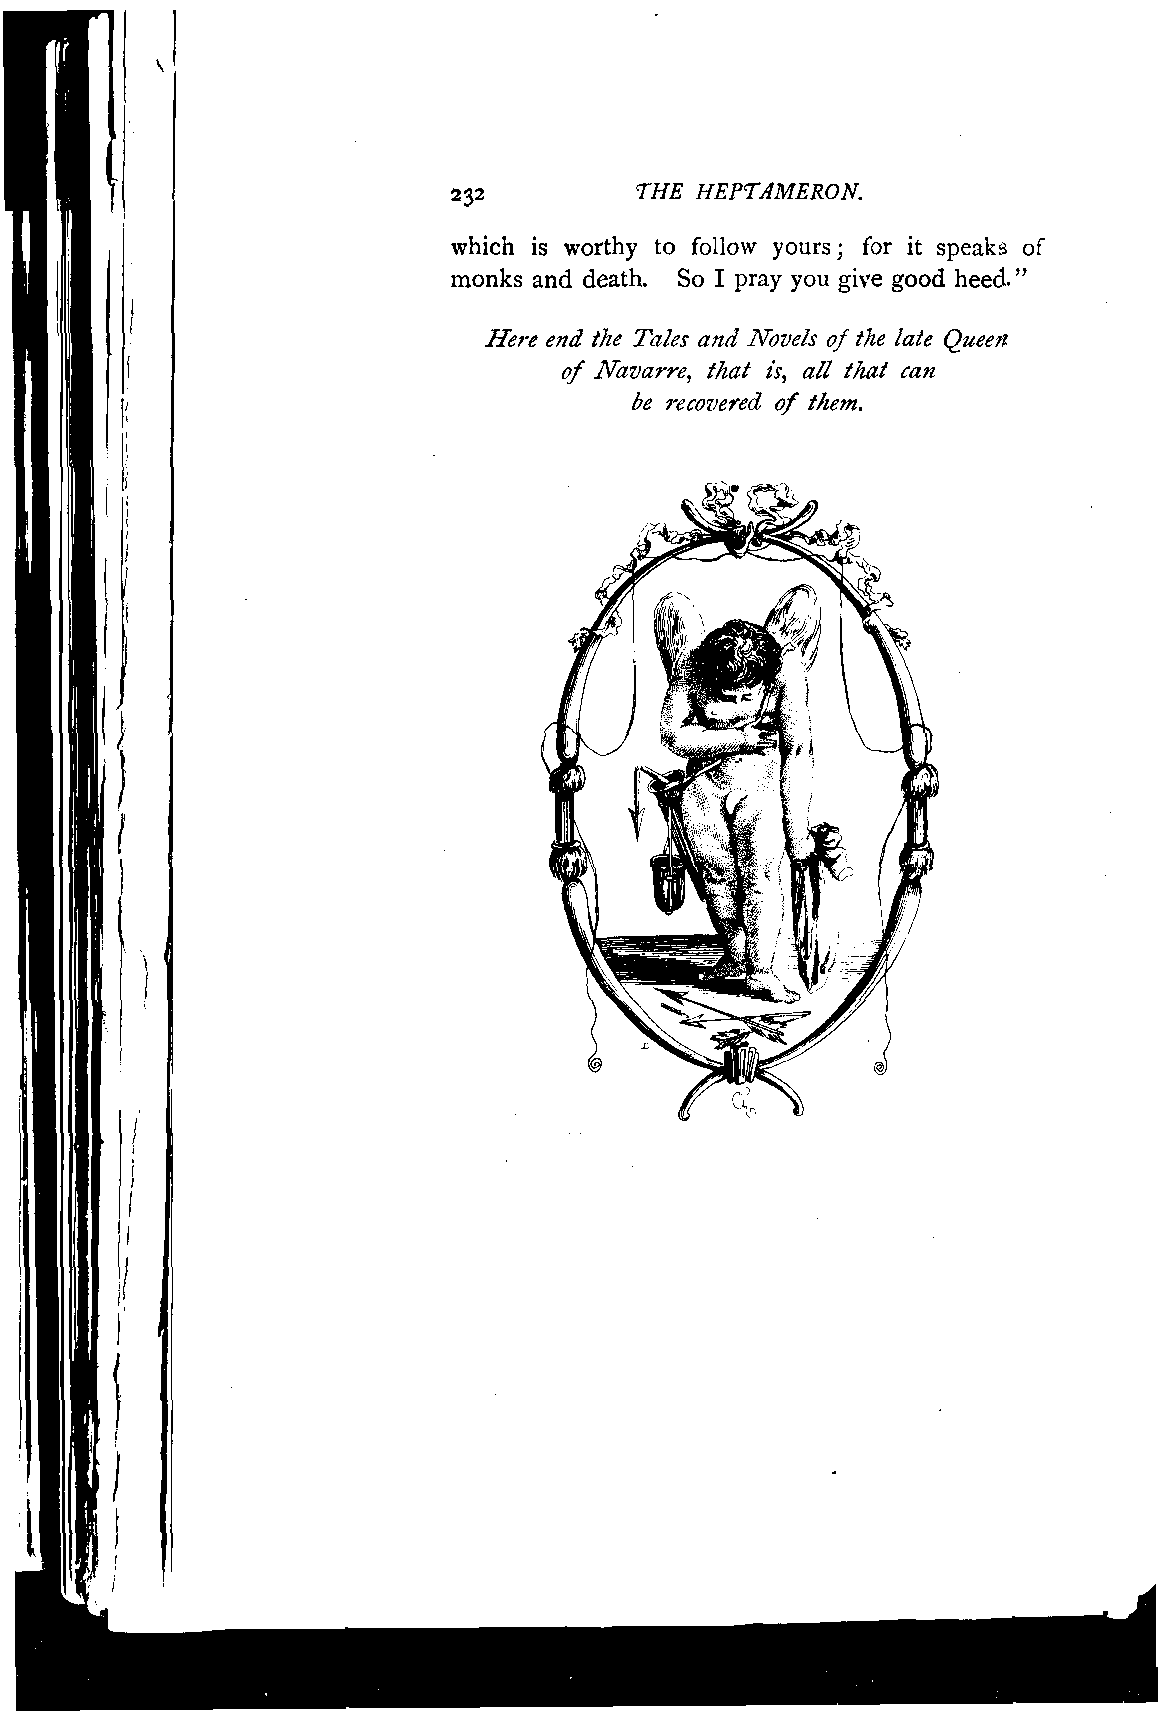 232 THE HEPTAMERON.
which is worthy to follow yours; for it speaks of
monks and death. So I pray you give good heed."
Here end the Tales and Novels of the late Queen
of Navarre, that is, all that can
be recovered of them.